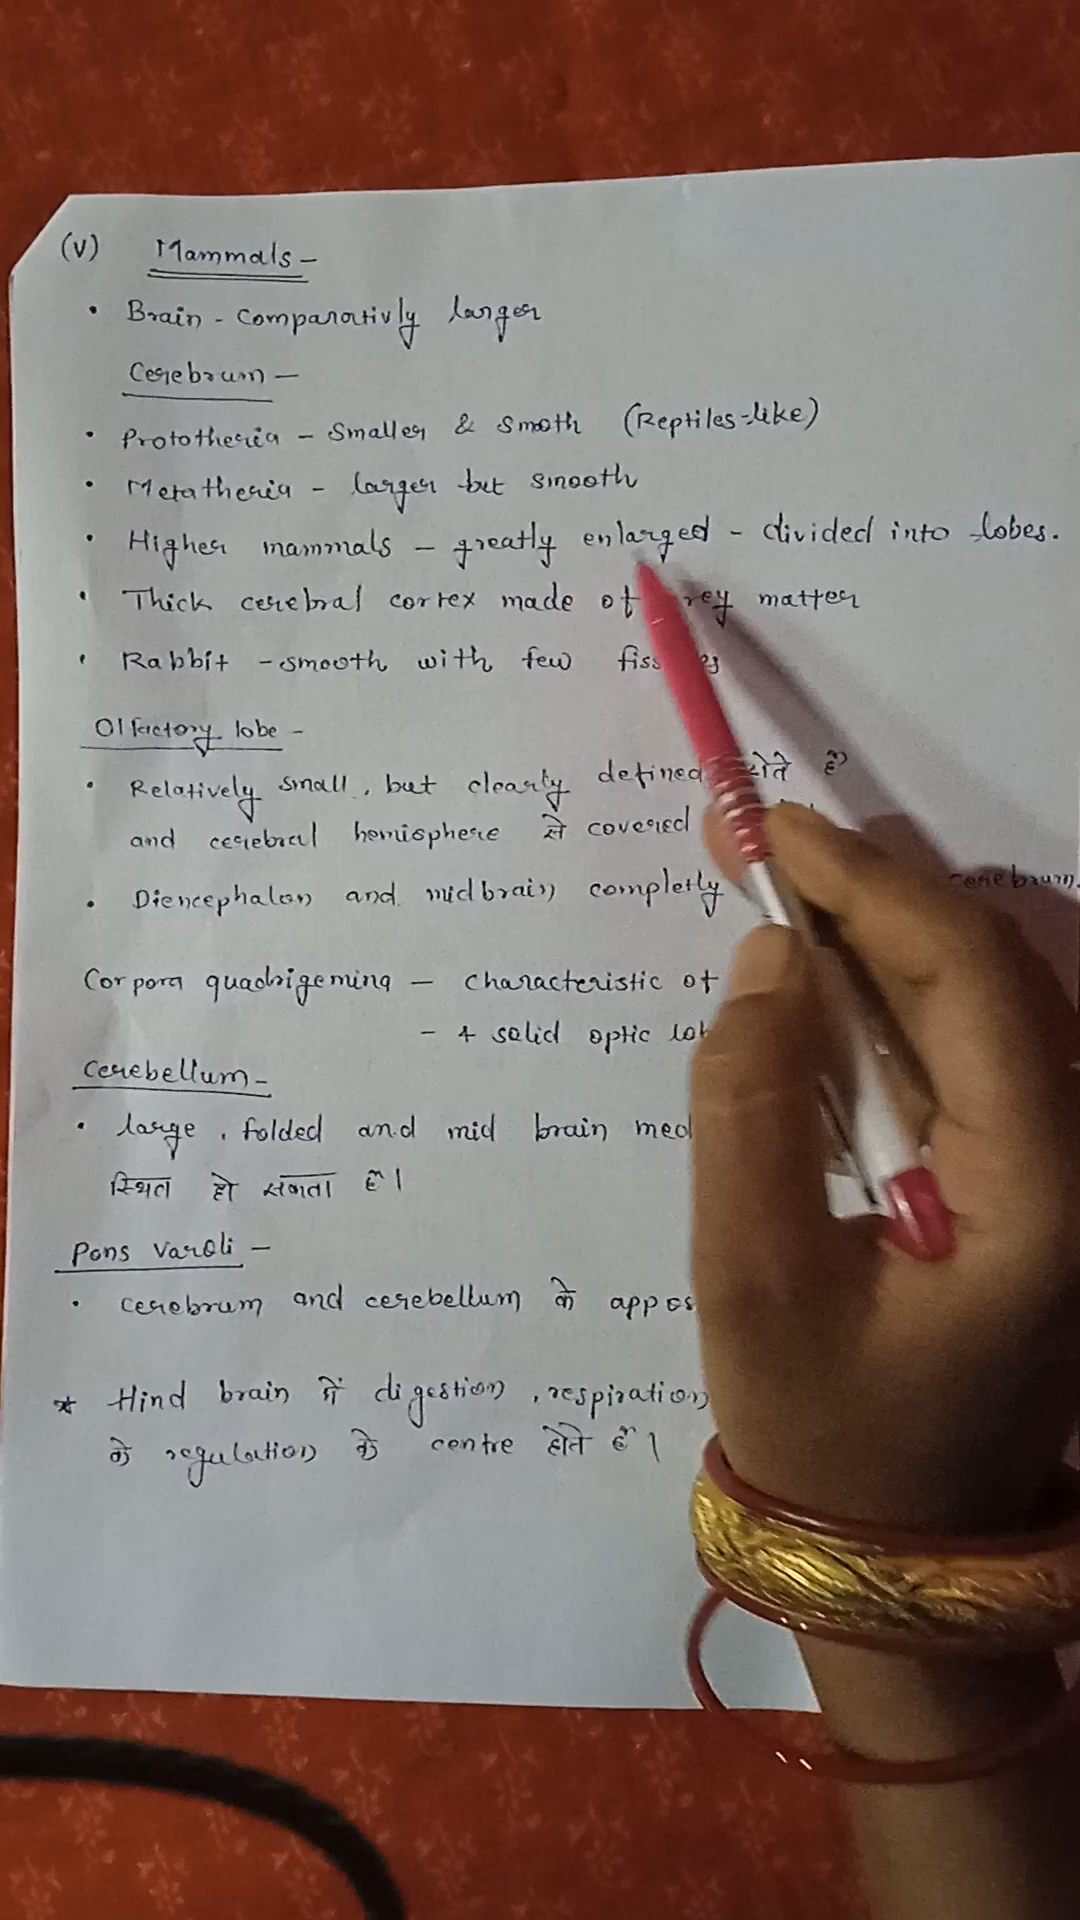 (V) Mammals -
• Brain - Comparativly larger
Cerebrum -
• Prototheria - Smaller & Smoth (Reptiles-like)
• Metatheria - larger but smooth
• Higher mammals - greatly enlarged - divided into lobes.
• Thick cerebral cortex made of grey matter
• Rabbit - smooth with few
Olfactory lobe -
• Relatively small, but clearly defined होते हैं
and cerebral hemisphere से covered
• Diencephalon and midbrain completly cerebrum.
Corpora quadrigemina - characteristic of
- 4 solid optic
Cerebellum -
• large, folded and mid brain
स्थित हो सकता है।
Pons Varoli -
• cerebrum and cerebellum के
* Hind brain में digestion, respiration
के regulation के centre होते हैं।